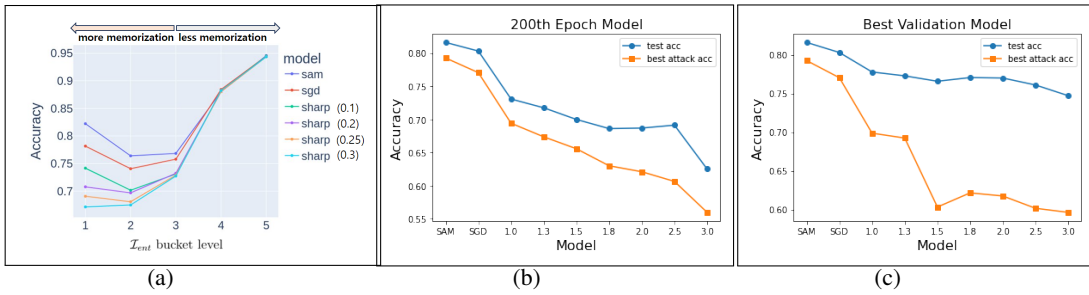 more memorization less memorization
0.95
0.9
0.85
0.8
0.75
0.7
Accuracy
1 2 3 4 5
I_ent bucket level
model
sam
sgd
sharp (0.1)
sharp (0.2)
sharp (0.25)
sharp (0.3)
(a)
200th Epoch Model
test acc
best attack acc
0.80
0.75
0.70
0.65
0.60
0.55
Accuracy
SAM SGD 1.0 1.3 1.5 1.8 2.0 2.5 3.0
Model
(b)
Best Validation Model
test acc
best attack acc
0.80
0.75
0.70
0.65
0.60
Accuracy
SAM SGD 1.0 1.3 1.5 1.8 2.0 2.5 3.0
Model
(c)